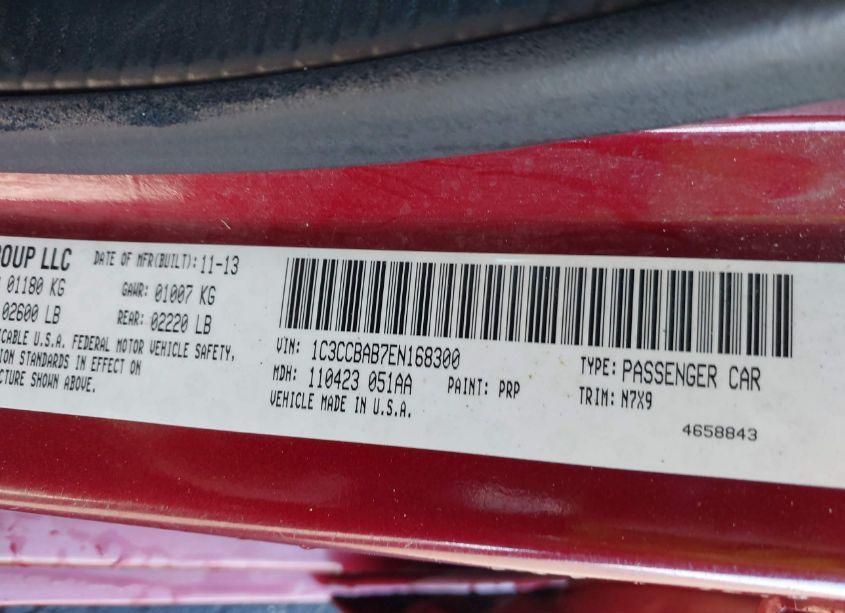 ROUP LLC DATE OF MFR(BUILT): 11-13
01180 KG GAWR: 01007 KG
02600 LB REAR: 02220 LB
ICABLE U.S.A. FEDERAL MOTOR VEHICLE SAFETY,
ION STANDARDS IN EFFECT ON
CTURE SHOWN ABOVE.
VIN: 1C3CCBAB7EN168300
MDH: 110423 051AA PAINT: PRP
VEHICLE MADE IN U.S.A.
TYPE: PASSENGER CAR
TRIM: N7X9
4658843